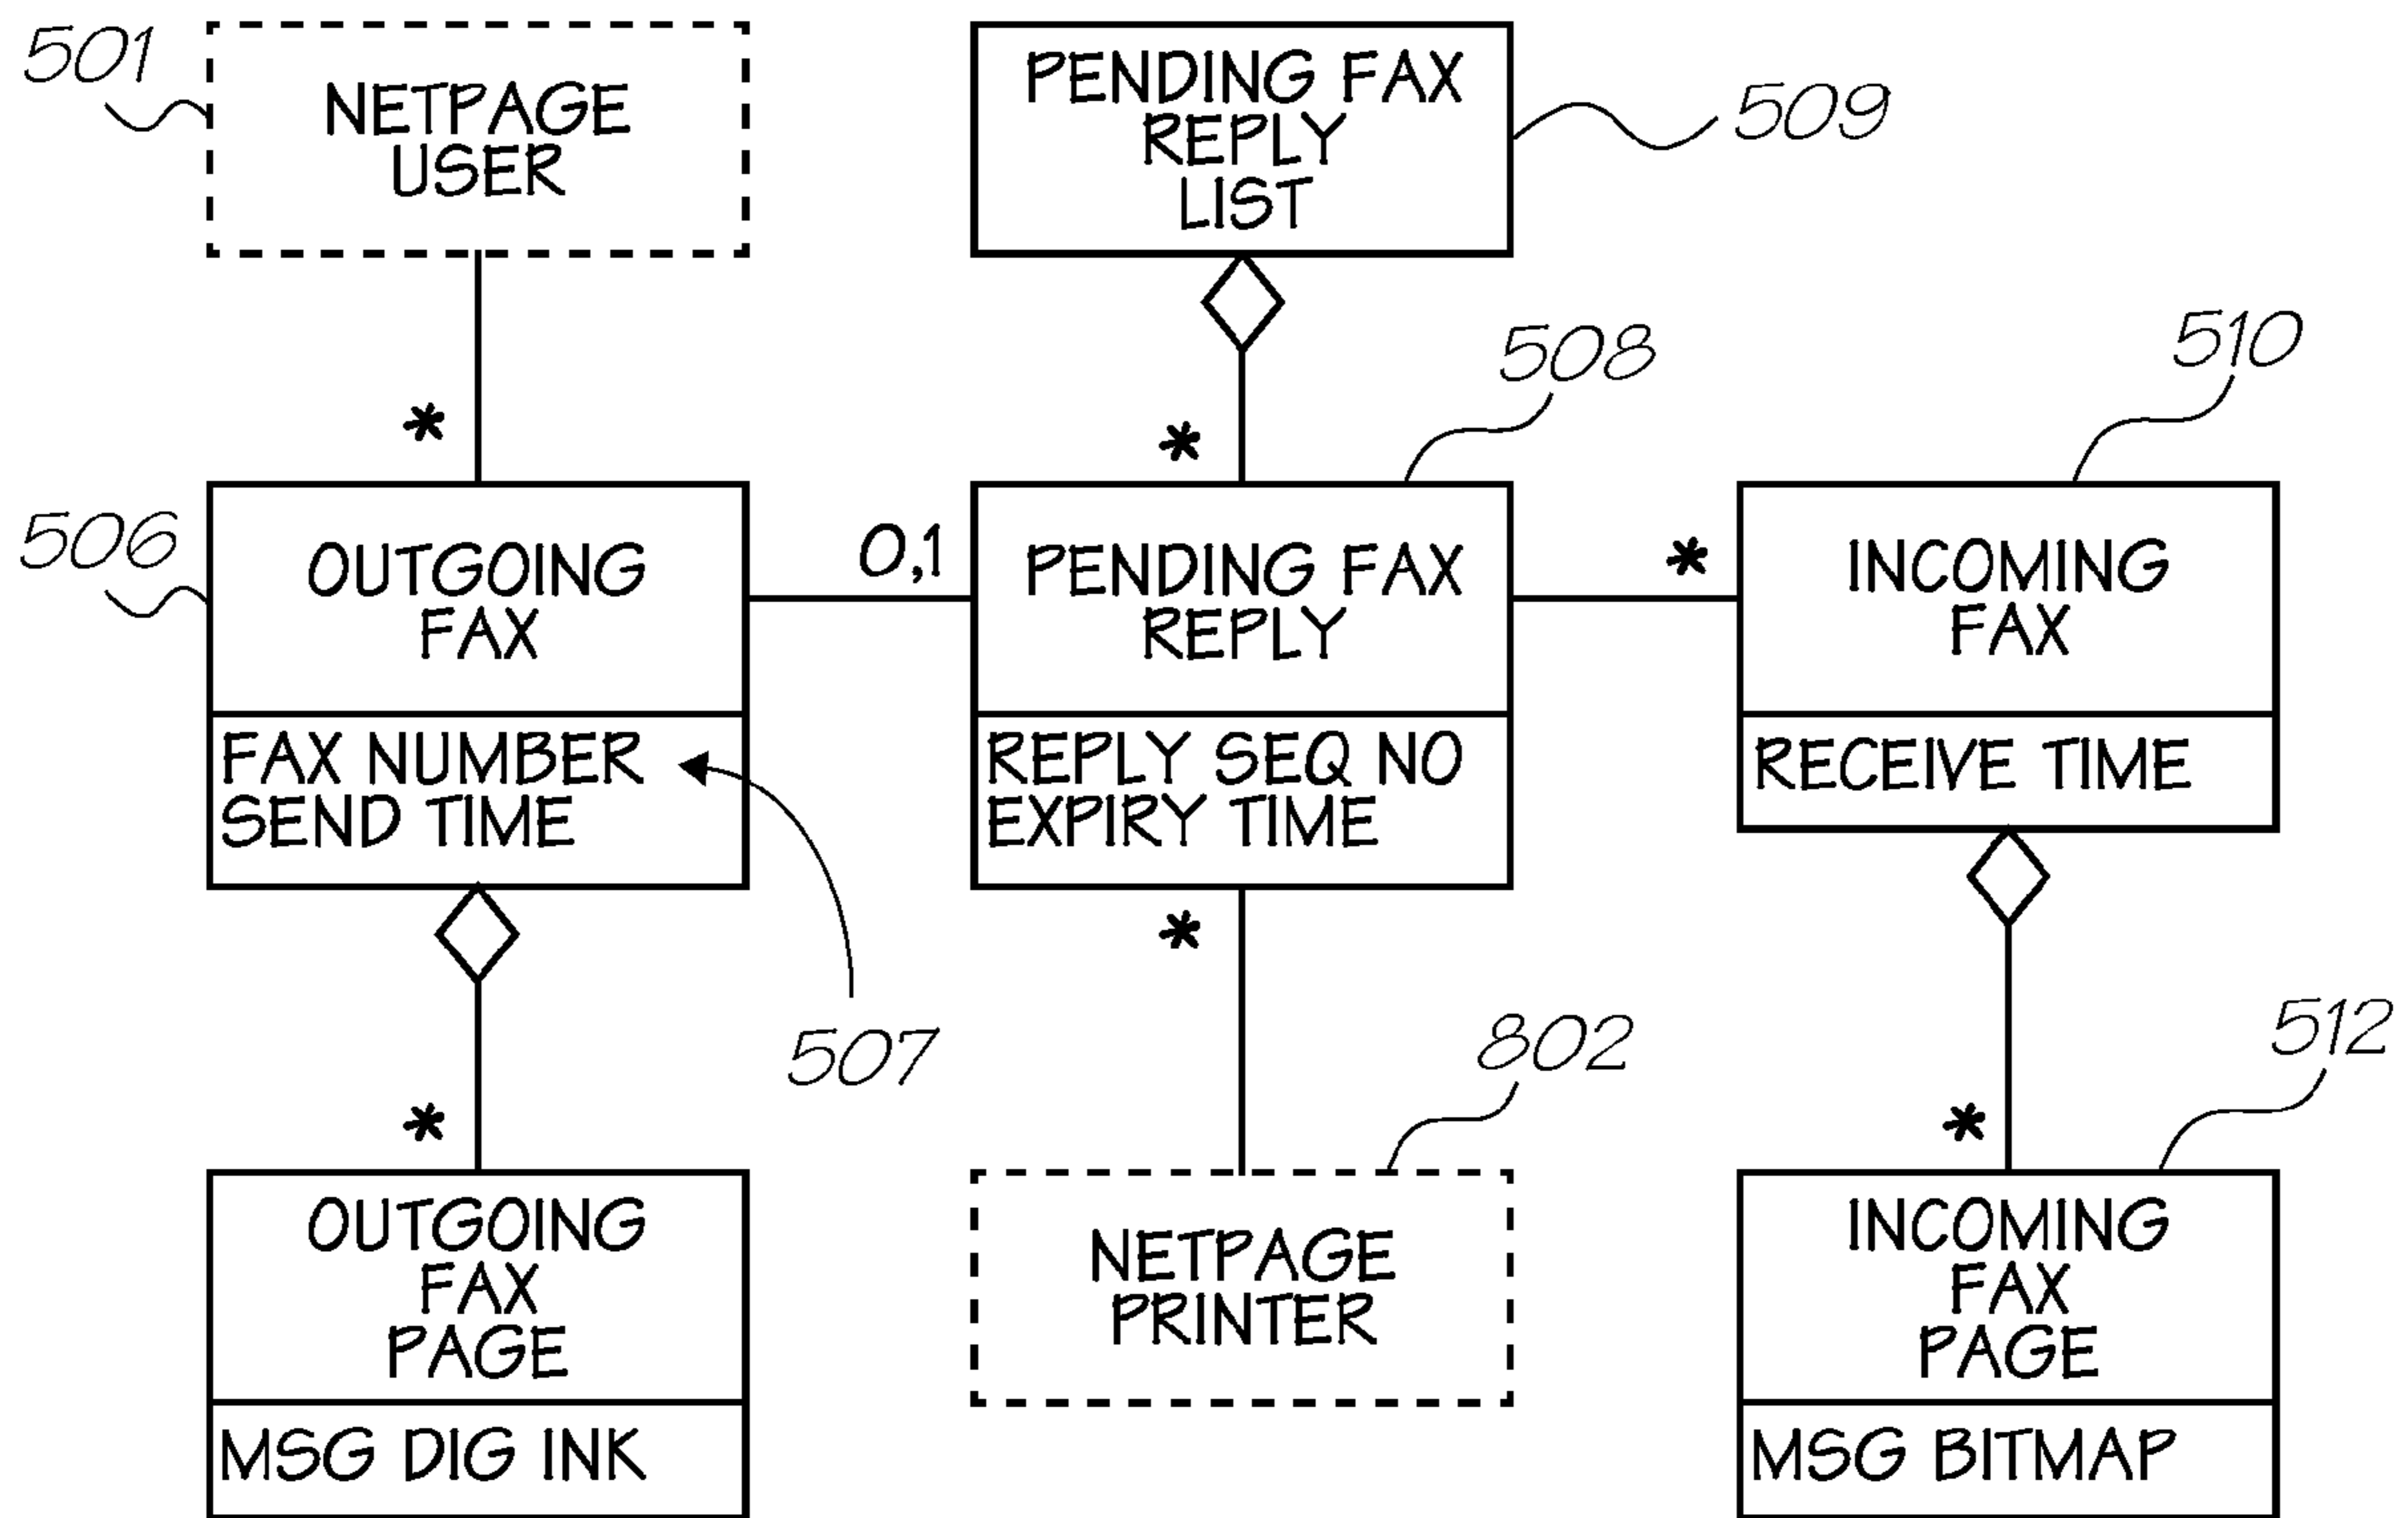 501
NETPAGE
USER
PENDING FAX
REPLY
LIST
509
*
*
508
510
506
OUTGOING
FAX
FAX NUMBER
SEND TIME
0,1
PENDING FAX
REPLY
REPLY SEQ NO
EXPIRY TIME
*
INCOMING
FAX
RECEIVE TIME
507
*
*
802
*
512
OUTGOING
FAX
PAGE
MSG DIG INK
NETPAGE
PRINTER
INCOMING
FAX
PAGE
MSG BITMAP